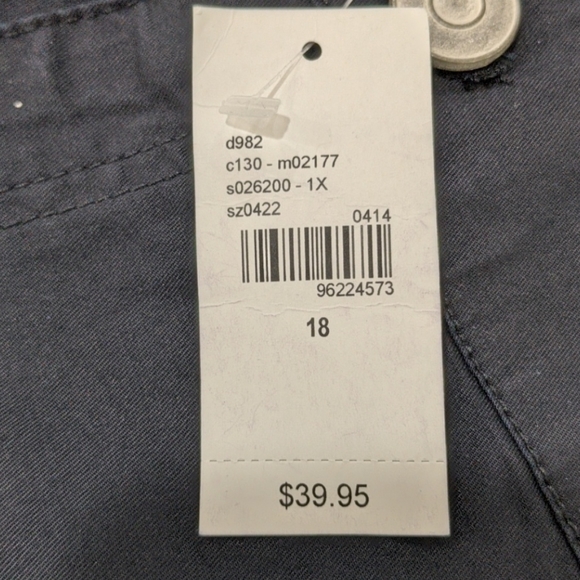 d982
c130 - m02177
s026200 - 1X
sz0422
0414
96224573
18
$39.95